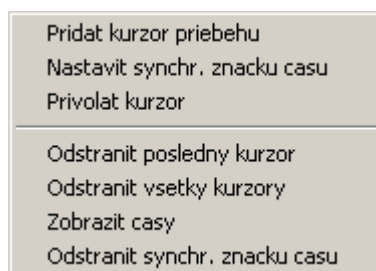 Pridat kurzor priebehu
Nastavit synchr. znacku casu
Privolat kurzor
Odstranit posledny kurzor
Odstranit vsetky kurzory
Zobrazit casy
Odstranit synchr. znacku casu